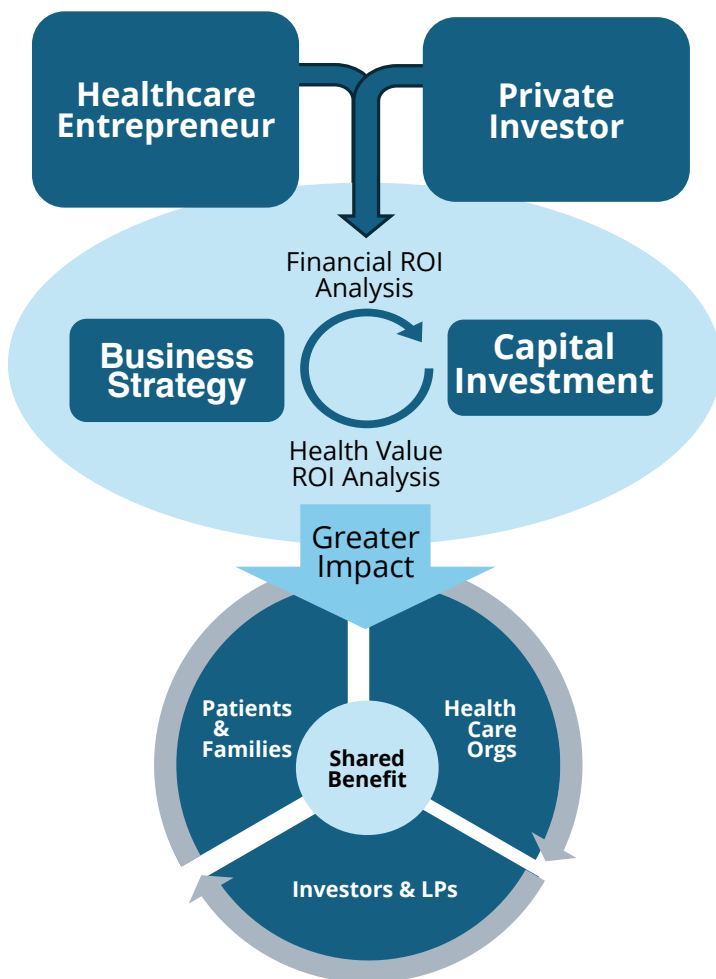 Healthcare
Entrepreneur
Private
Investor
Financial ROI
Analysis
Business
Strategy
Capital
Investment
Health Value
ROI Analysis
Greater
Impact
Patients
&
Families
Health
Care
Orgs
Shared
Benefit
Investors & LPs